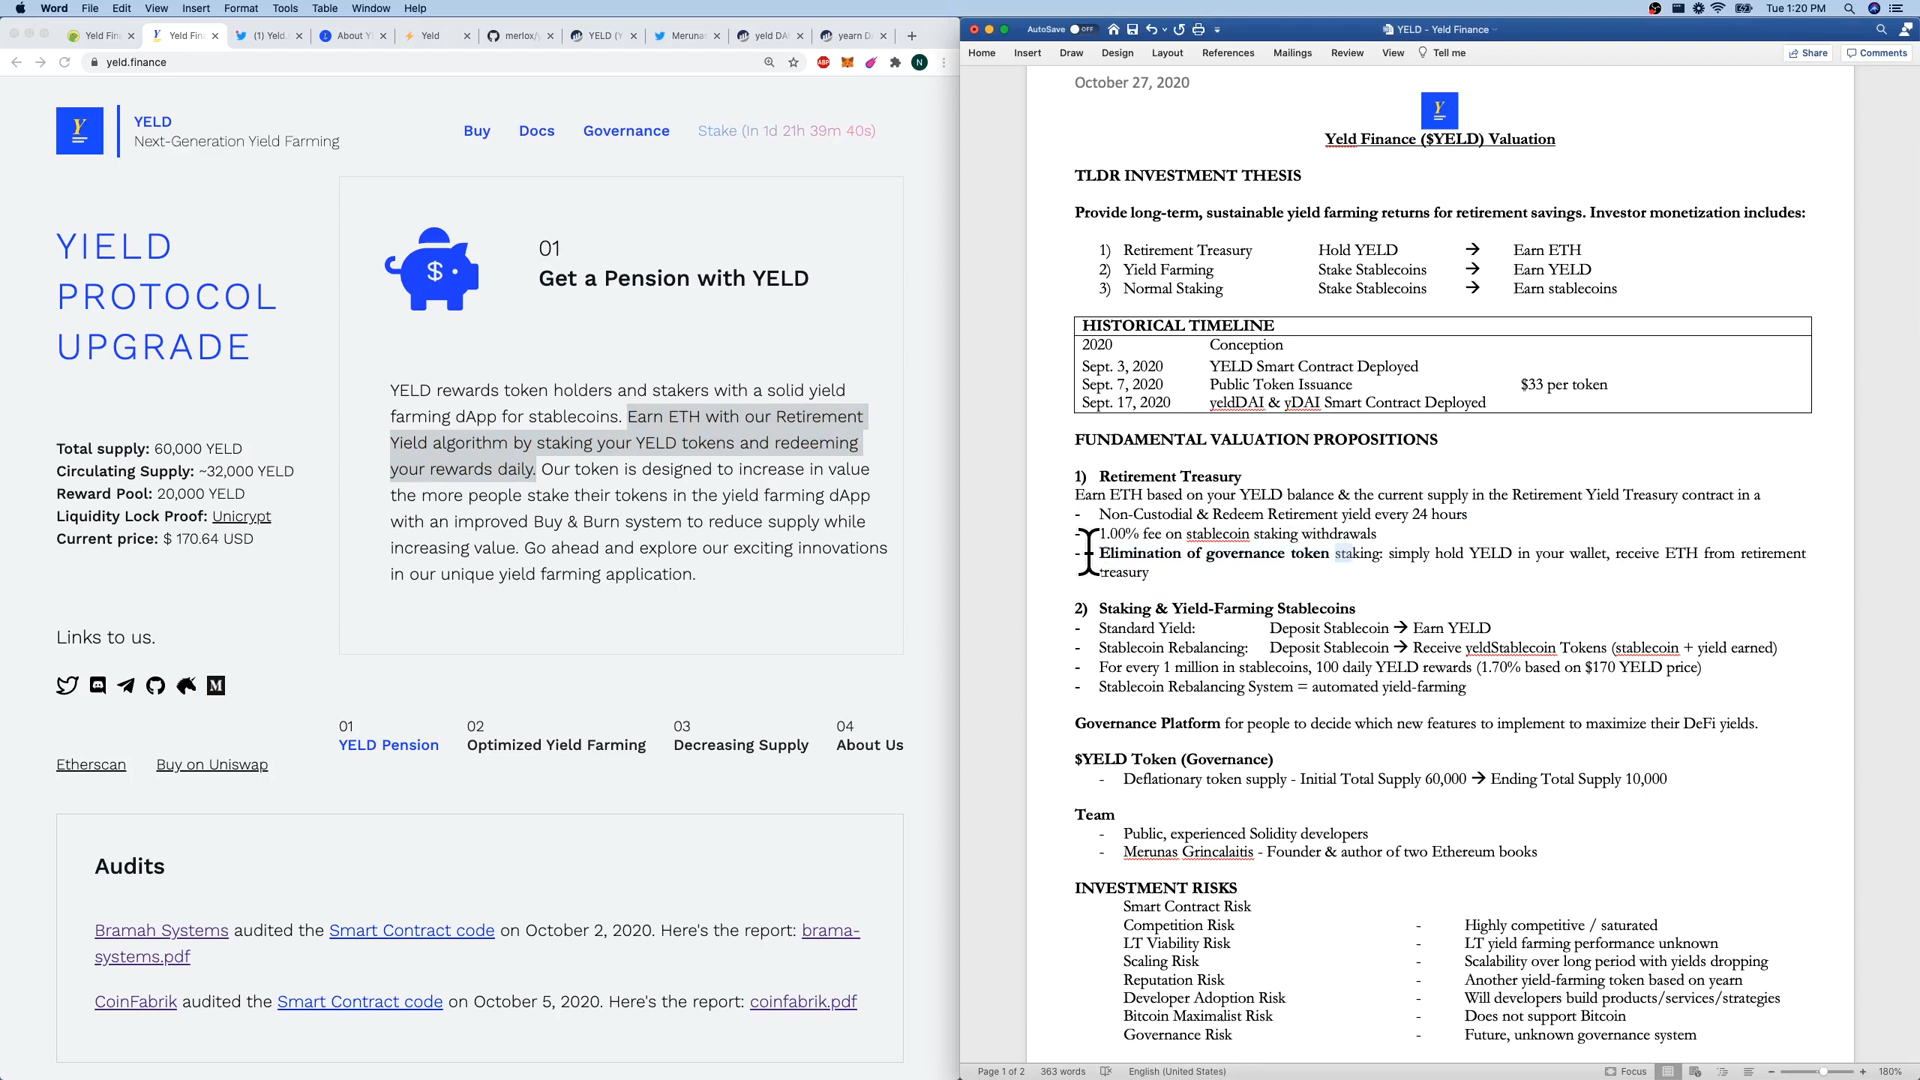 Word File Edit View Insert Format Tools Table Window Help
Tue 1:20 PM
Yeld Fin
Yeld Fin
(1) Yeld.
About Y
Yeld
merlox/
YELD (Y
Meruna
yeld DA
yearn D
yeld.finance
N
Y
YELD
Next-Generation Yield Farming
Buy Docs Governance Stake (In 1d 21h 39m 40s)
YIELD
PROTOCOL
UPGRADE
Total supply: 60,000 YELD
Circulating Supply: ~32,000 YELD
Reward Pool: 20,000 YELD
Liquidity Lock Proof: Unicrypt
Current price: $ 170.64 USD
Links to us.
M
Etherscan Buy on Uniswap
$
01
Get a Pension with YELD
YELD rewards token holders and stakers with a solid yield
farming dApp for stablecoins. Earn ETH with our Retirement
Yield algorithm by staking your YELD tokens and redeeming
your rewards daily. Our token is designed to increase in value
the more people stake their tokens in the yield farming dApp
with an improved Buy & Burn system to reduce supply while
increasing value. Go ahead and explore our exciting innovations
in our unique yield farming application.
01 02 03 04
YELD Pension Optimized Yield Farming Decreasing Supply About Us
Audits
Bramah Systems audited the Smart Contract code on October 2, 2020. Here's the report: brama-
systems.pdf
CoinFabrik audited the Smart Contract code on October 5, 2020. Here's the report: coinfabrik.pdf
AutoSave OFF
YELD - Yeld Finance
Home Insert Draw Design Layout References Mailings Review View Tell me Share Comments
October 27, 2020
Y
Yeld Finance ($YELD) Valuation
TLDR INVESTMENT THESIS
Provide long-term, sustainable yield farming returns for retirement savings. Investor monetization includes:
1) Retirement Treasury Hold YELD → Earn ETH
2) Yield Farming Stake Stablecoins → Earn YELD
3) Normal Staking Stake Stablecoins → Earn stablecoins
HISTORICAL TIMELINE
2020 Conception
Sept. 3, 2020 YELD Smart Contract Deployed
Sept. 7, 2020 Public Token Issuance $33 per token
Sept. 17, 2020 yeldDAI & yDAI Smart Contract Deployed
FUNDAMENTAL VALUATION PROPOSITIONS
1) Retirement Treasury
Earn ETH based on your YELD balance & the current supply in the Retirement Yield Treasury contract in a
- Non-Custodial & Redeem Retirement yield every 24 hours
- 1.00% fee on stablecoin staking withdrawals
- Elimination of governance token staking: simply hold YELD in your wallet, receive ETH from retirement
treasury
2) Staking & Yield-Farming Stablecoins
- Standard Yield: Deposit Stablecoin → Earn YELD
- Stablecoin Rebalancing: Deposit Stablecoin → Receive yeldStablecoin Tokens (stablecoin + yield earned)
- For every 1 million in stablecoins, 100 daily YELD rewards (1.70% based on $170 YELD price)
- Stablecoin Rebalancing System = automated yield-farming
Governance Platform for people to decide which new features to implement to maximize their DeFi yields.
$YELD Token (Governance)
- Deflationary token supply - Initial Total Supply 60,000 → Ending Total Supply 10,000
Team
- Public, experienced Solidity developers
- Merunas Grincalaitis - Founder & author of two Ethereum books
INVESTMENT RISKS
Smart Contract Risk
Competition Risk - Highly competitive / saturated
LT Viability Risk - LT yield farming performance unknown
Scaling Risk - Scalability over long period with yields dropping
Reputation Risk - Another yield-farming token based on yearn
Developer Adoption Risk - Will developers build products/services/strategies
Bitcoin Maximalist Risk - Does not support Bitcoin
Governance Risk - Future, unknown governance system
Page 1 of 2 363 words English (United States) Focus 180%